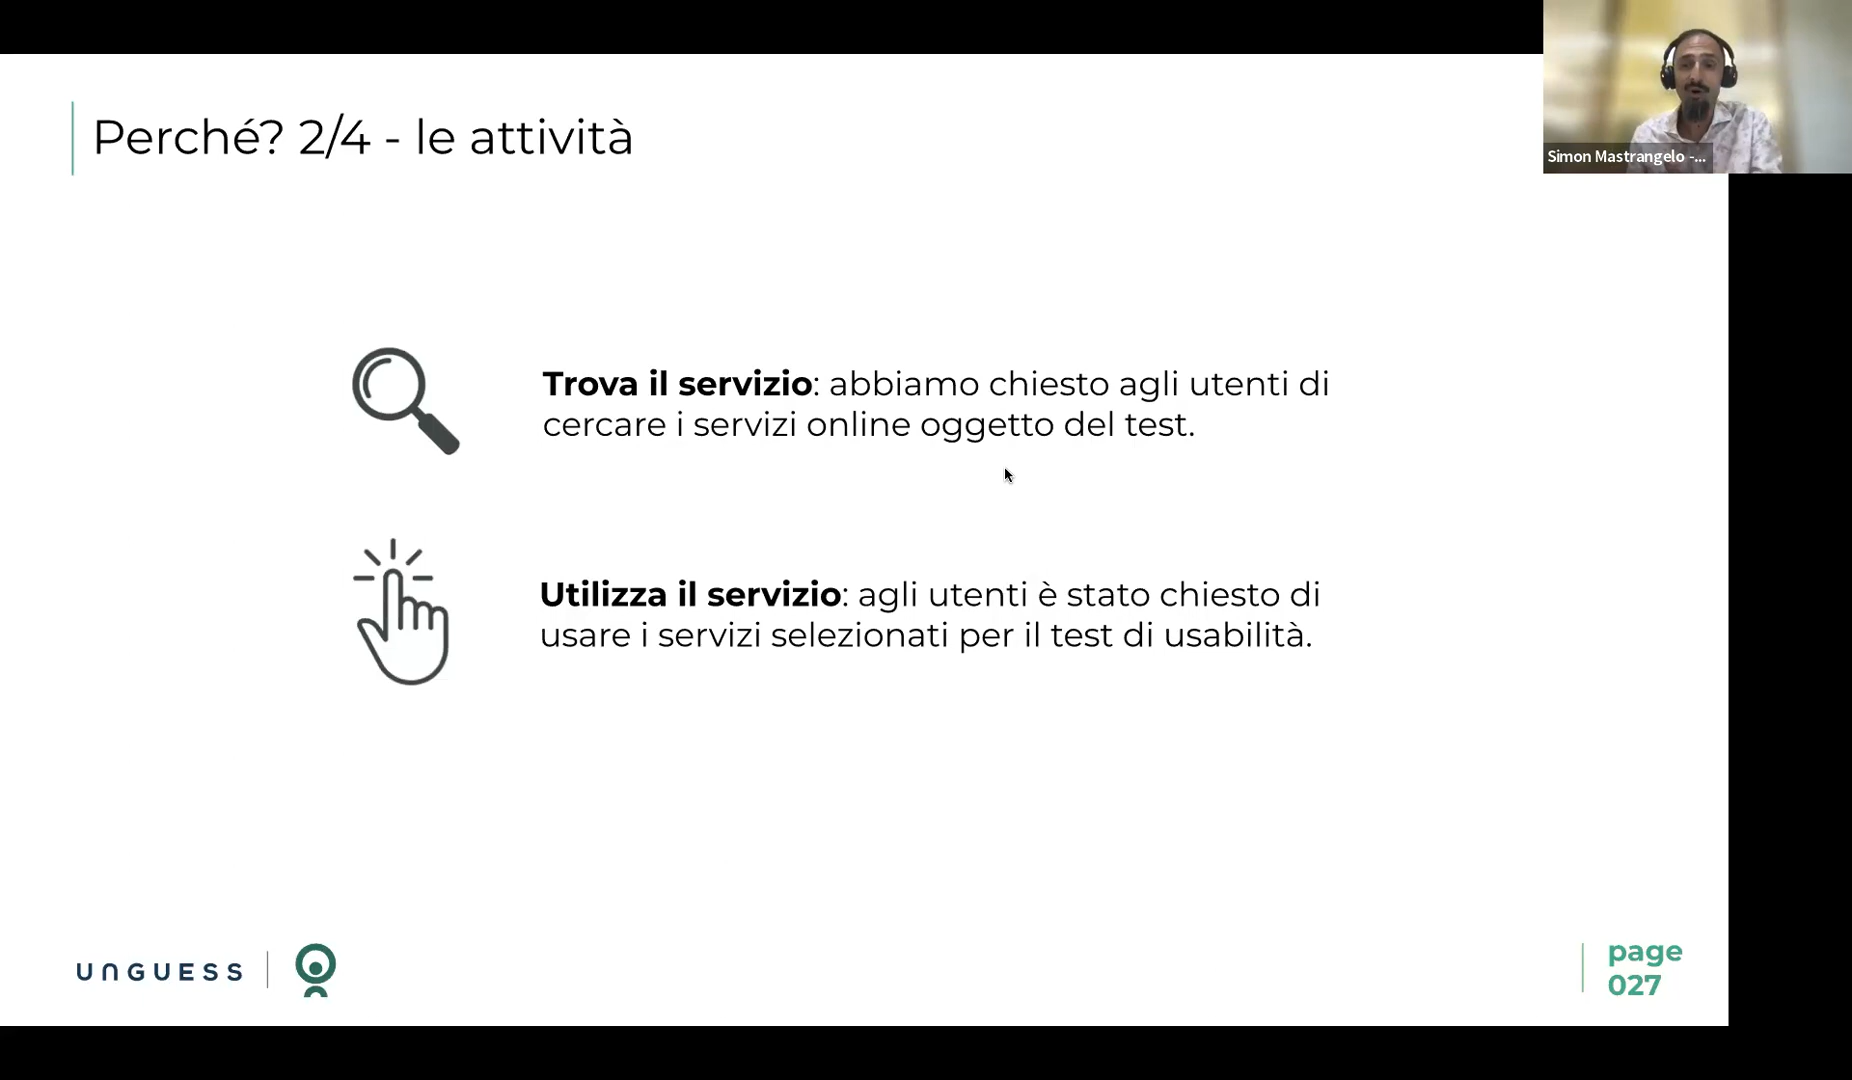 Perché? 2/4 - le attività
Simon Mastrangelo -...
Trova il servizio: abbiamo chiesto agli utenti di
cercare i servizi online oggetto del test.
Utilizza il servizio: agli utenti è stato chiesto di
usare i servizi selezionati per il test di usabilità.
UNGUESS
page
027